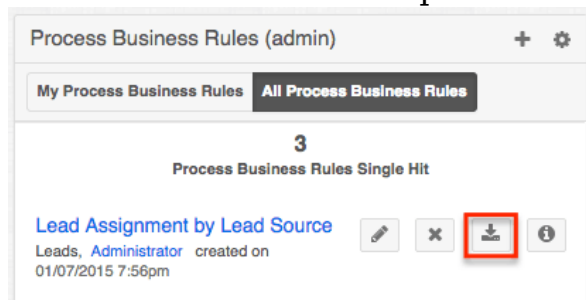 Process Business Rules (admin)
My Process Business Rules All Process Business Rules
3
Process Business Rules Single Hit
Lead Assignment by Lead Source
Leads, Administrator created on
01/07/2015 7:56pm